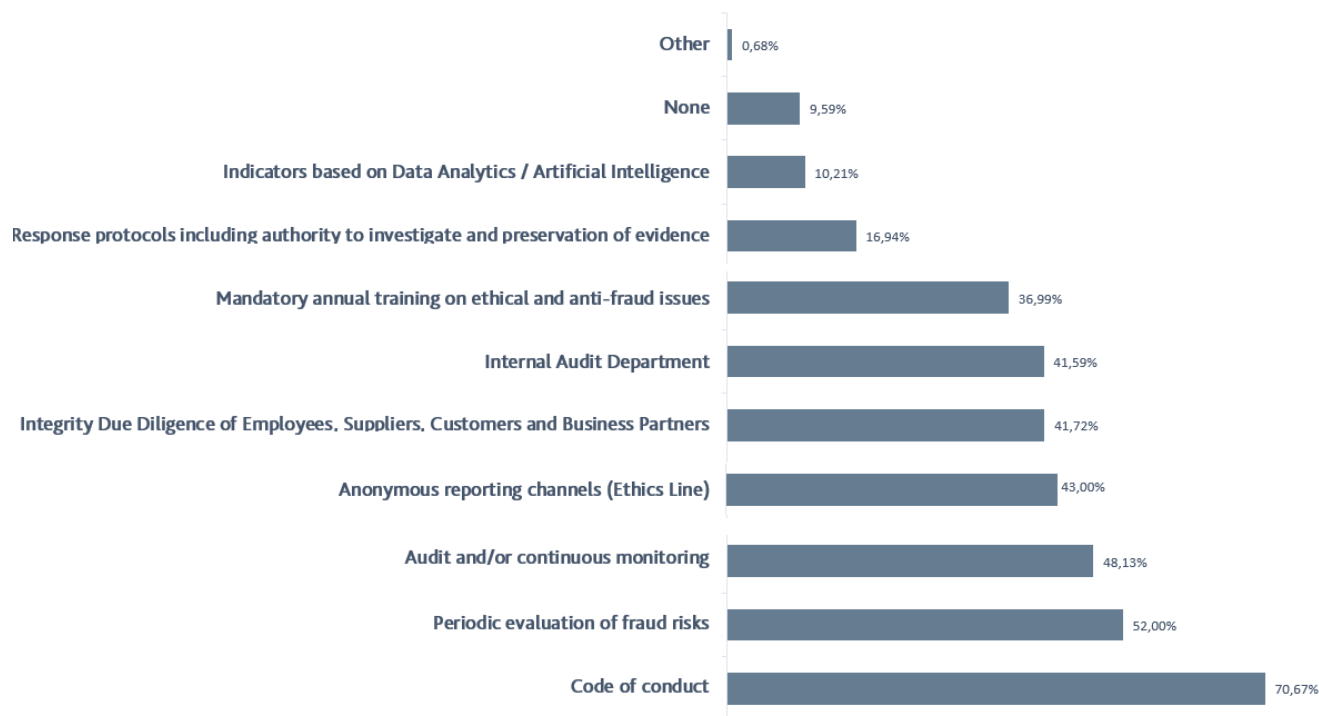 Other 0,68%
None 9,59%
Indicators based on Data Analytics / Artificial Intelligence 10,21%
Response protocols including authority to investigate and preservation of evidence 16,94%
Mandatory annual training on ethical and anti-fraud issues 36,99%
Internal Audit Department 41,59%
Integrity Due Diligence of Employees, Suppliers, Customers and Business Partners 41,72%
Anonymous reporting channels (Ethics Line) 43,00%
Audit and/or continuous monitoring 48,13%
Periodic evaluation of fraud risks 52,00%
Code of conduct 70,67%